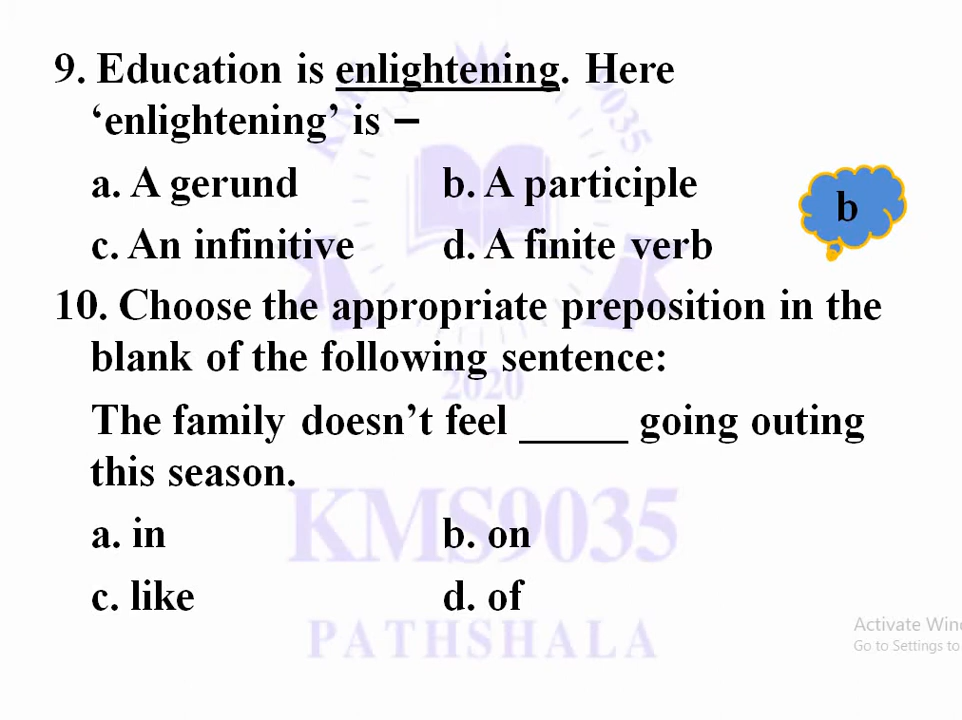 9. Education is enlightening. Here
‘enlightening’ is –
a. A gerund b. A participle
b
c. An infinitive d. A finite verb
10. Choose the appropriate preposition in the
blank of the following sentence:
2020
The family doesn’t feel _____ going outing
this season.
KMS9035
a. in b. on
c. like d. of
PATHSHALA
Activate Win
Go to Settings to